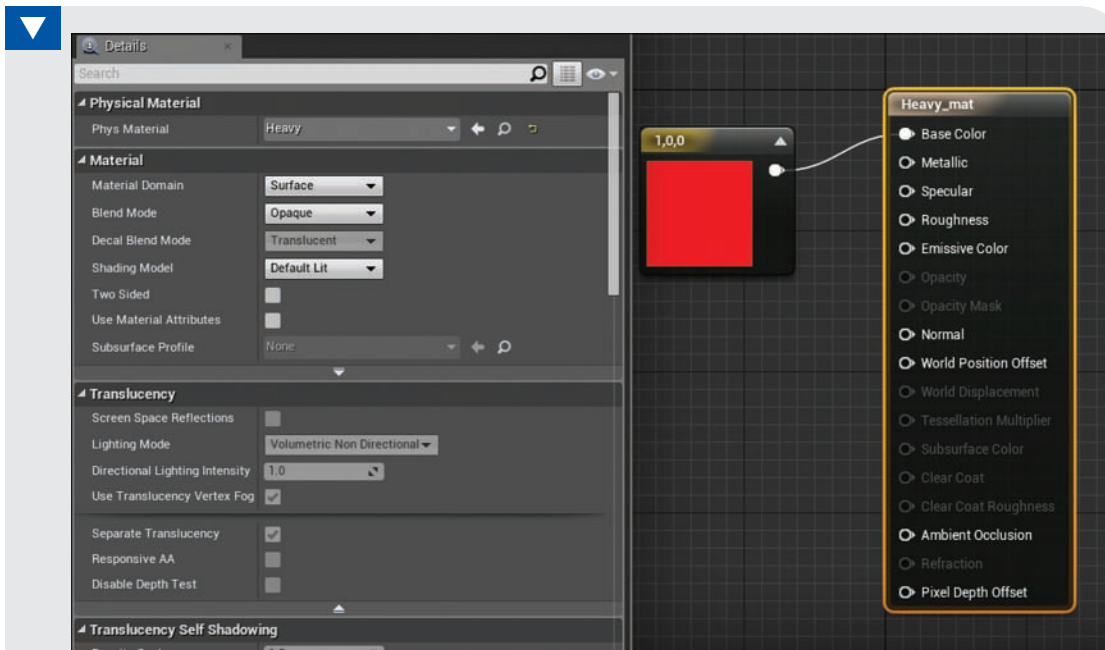 Details
Search
Physical Material
Phys Material Heavy
Material
Material Domain Surface
Blend Mode Opaque
Decal Blend Mode Translucent
Shading Model Default Lit
Two Sided
Use Material Attributes
Subsurface Profile None
Translucency
Screen Space Reflections
Lighting Mode Volumetric Non Directional
Directional Lighting Intensity 1.0
Use Translucency Vertex Fog
Separate Translucency
Responsive AA
Disable Depth Test
Translucency Self Shadowing
1,0,0
Heavy_mat
Base Color
Metallic
Specular
Roughness
Emissive Color
Opacity
Opacity Mask
Normal
World Position Offset
World Displacement
Tessellation Multiplier
Subsurface Color
Clear Coat
Clear Coat Roughness
Ambient Occlusion
Refraction
Pixel Depth Offset